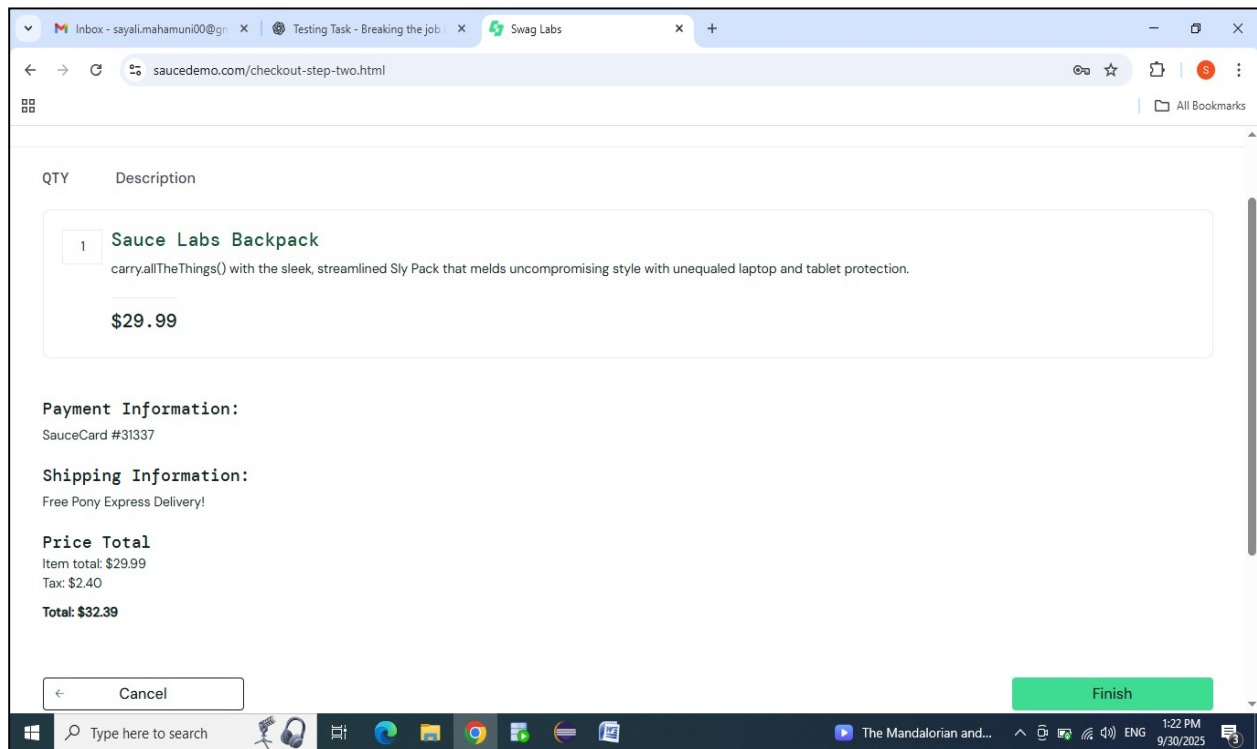 Inbox - sayali.mahamuni00@gm
Testing Task - Breaking the job
Swag Labs
saucedemo.com/checkout-step-two.html
S
All Bookmarks
QTY Description
1
Sauce Labs Backpack
carry.allTheThings() with the sleek, streamlined Sly Pack that melds uncompromising style with unequaled laptop and tablet protection.
$29.99
Payment Information:
SauceCard #31337
Shipping Information:
Free Pony Express Delivery!
Price Total
Item total: $29.99
Tax: $2.40
Total: $32.39
Cancel
Finish
Type here to search
The Mandalorian and...
ENG
1:22 PM
9/30/2025
3